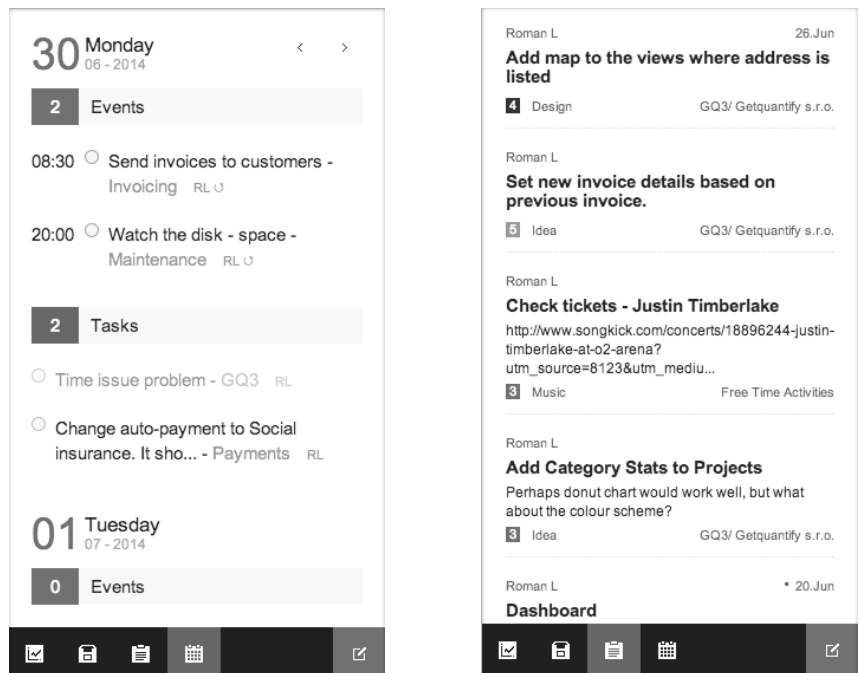 30 Monday
06 - 2014
2 Events
08:30 Send invoices to customers -
Invoicing RL
20:00 Watch the disk - space -
Maintenance RL
2 Tasks
Time issue problem - GQ3 RL
Change auto-payment to Social
insurance. It sho... - Payments RL
01 Tuesday
07 - 2014
0 Events
Roman L 26.Jun
Add map to the views where address is
listed
4 Design GQ3/ Getquantify s.r.o.
Roman L
Set new invoice details based on
previous invoice.
5 Idea GQ3/ Getquantify s.r.o.
Roman L
Check tickets - Justin Timberlake
http://www.songkick.com/concerts/18896244-justin-
timberlake-at-o2-arena?
utm_source=8123&utm_mediu...
3 Music Free Time Activities
Roman L
Add Category Stats to Projects
Perhaps donut chart would work well, but what
about the colour scheme?
3 Idea GQ3/ Getquantify s.r.o.
Roman L • 20.Jun
Dashboard